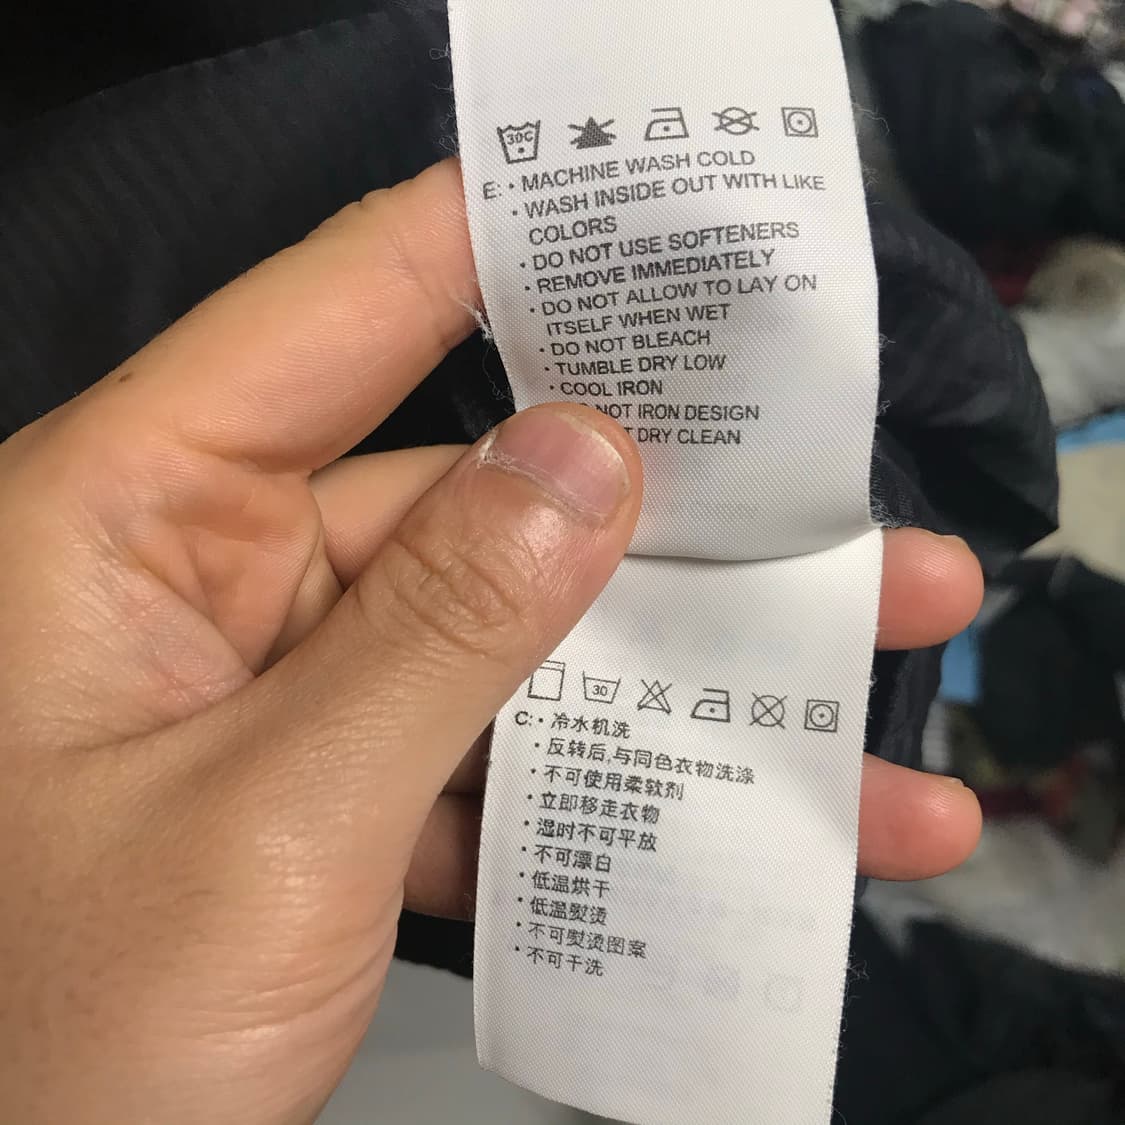 30C
E: • MACHINE WASH COLD
• WASH INSIDE OUT WITH LIKE
COLORS
• DO NOT USE SOFTENERS
• REMOVE IMMEDIATELY
• DO NOT ALLOW TO LAY ON
ITSELF WHEN WET
• DO NOT BLEACH
• TUMBLE DRY LOW
• COOL IRON
NOT IRON DESIGN
DRY CLEAN
30
C: • 冷水机洗
• 反转后,与同色衣物洗涤
• 不可使用柔软剂
• 立即移走衣物
• 湿时不可平放
• 不可漂白
• 低温烘干
• 低温熨烫
• 不可熨烫图案
• 不可干洗